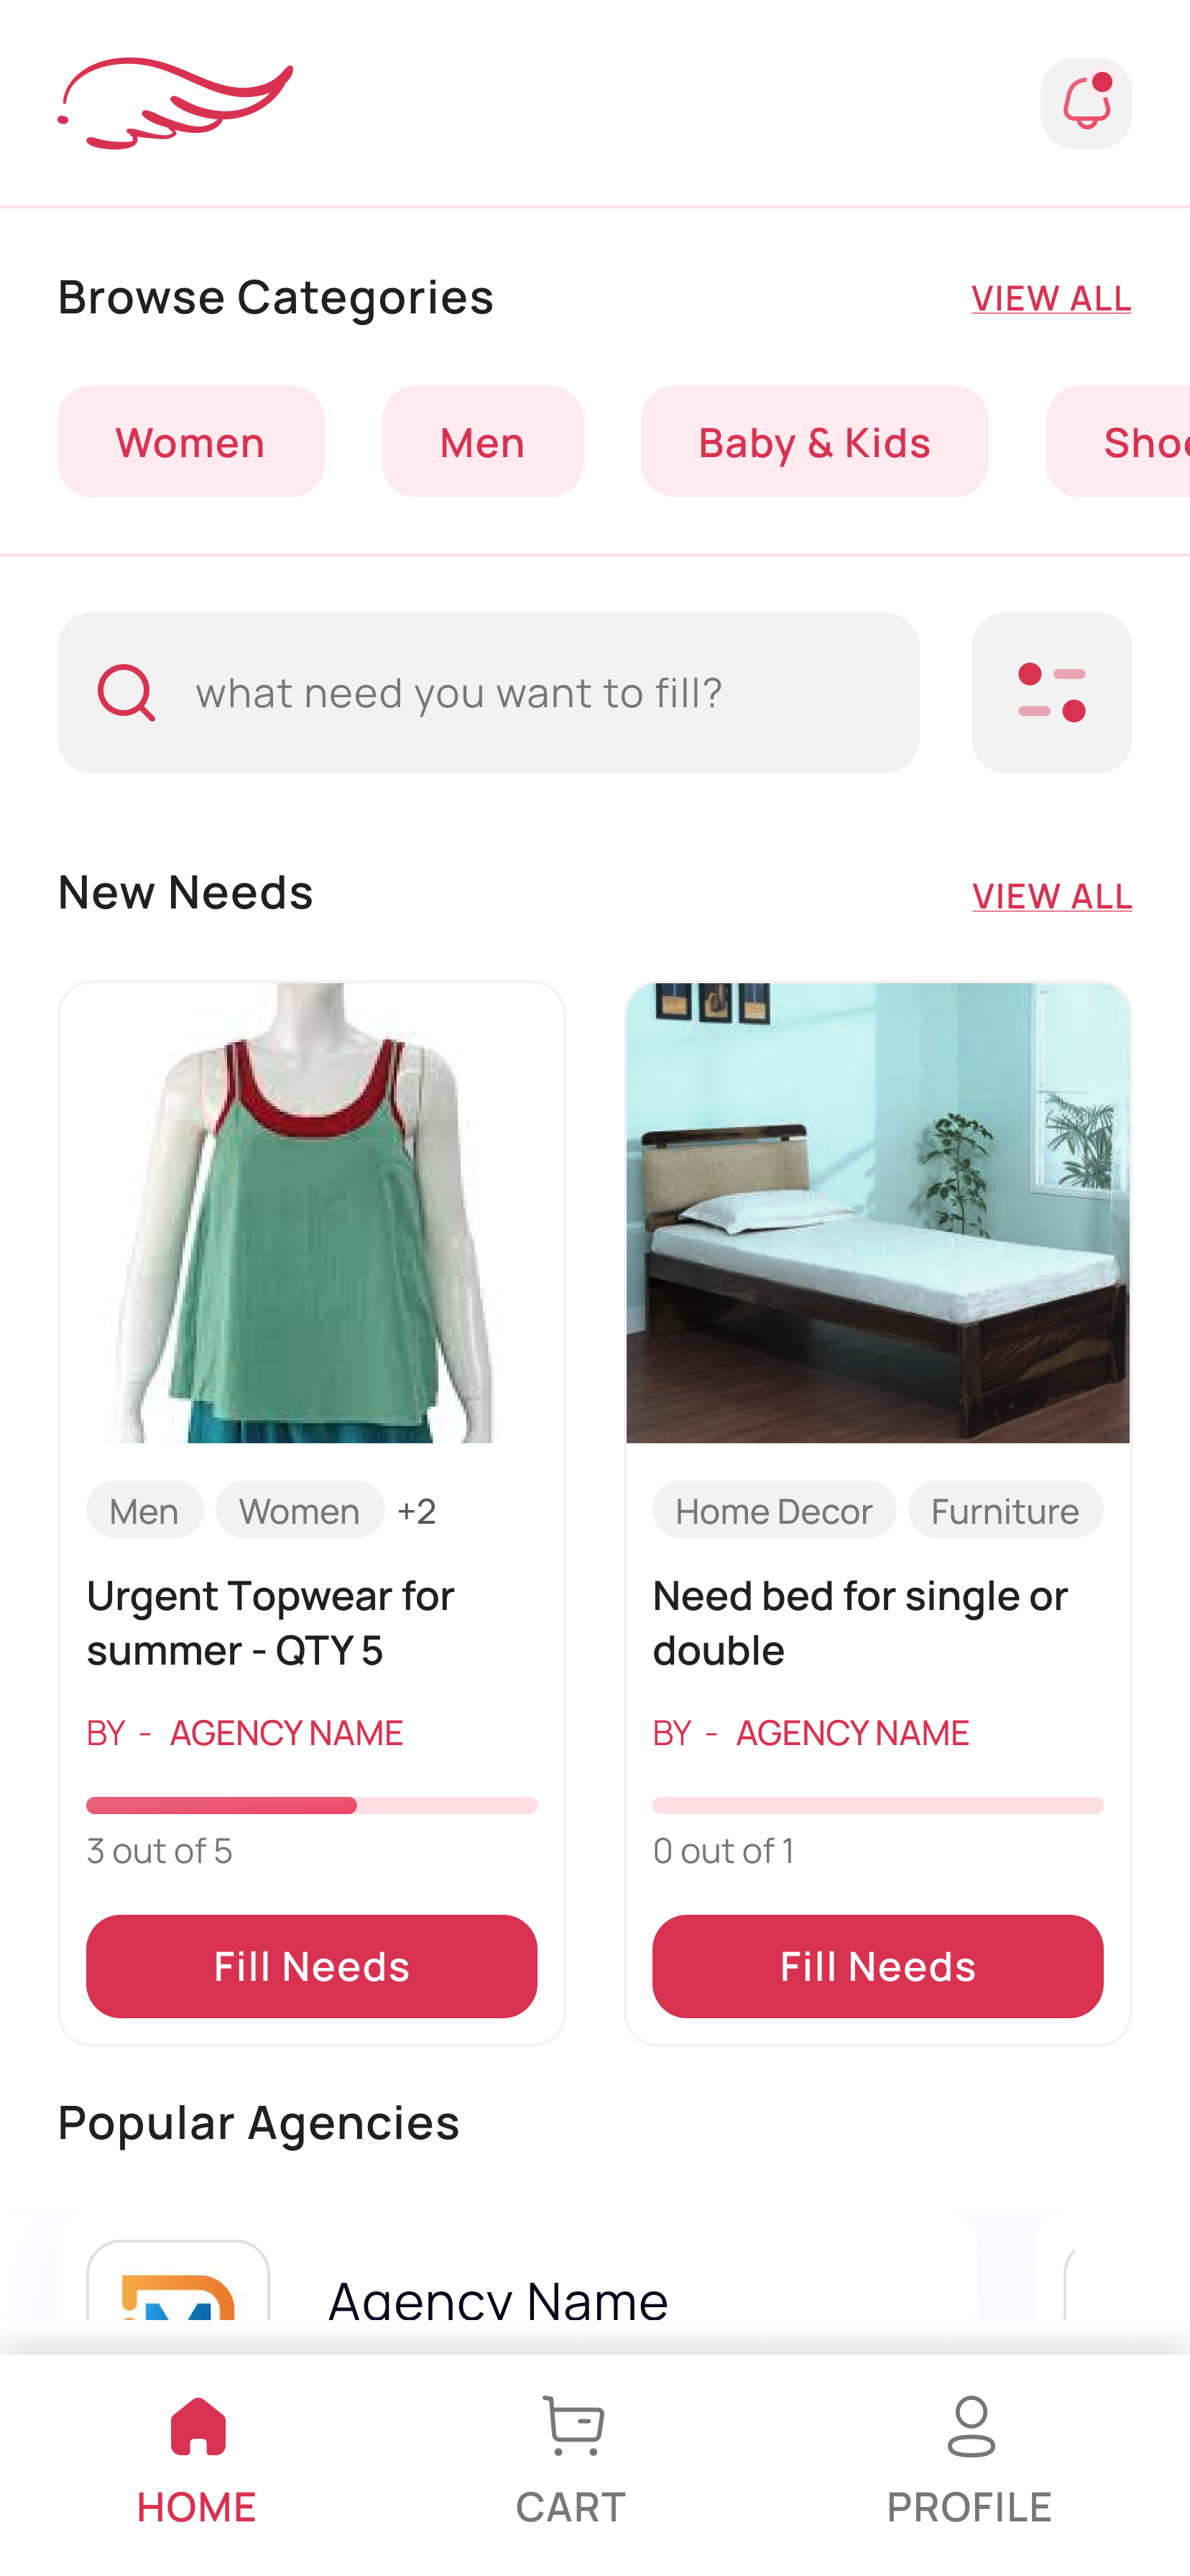 Browse Categories
VIEW ALL
Women
Men
Baby & Kids
Shoe
what need you want to fill?
New Needs
VIEW ALL
Men
Women
+2
Urgent Topwear for
summer - QTY 5
BY - AGENCY NAME
3 out of 5
Fill Needs
Home Decor
Furniture
Need bed for single or
double
BY - AGENCY NAME
0 out of 1
Fill Needs
Popular Agencies
Agency Name
HOME
CART
PROFILE